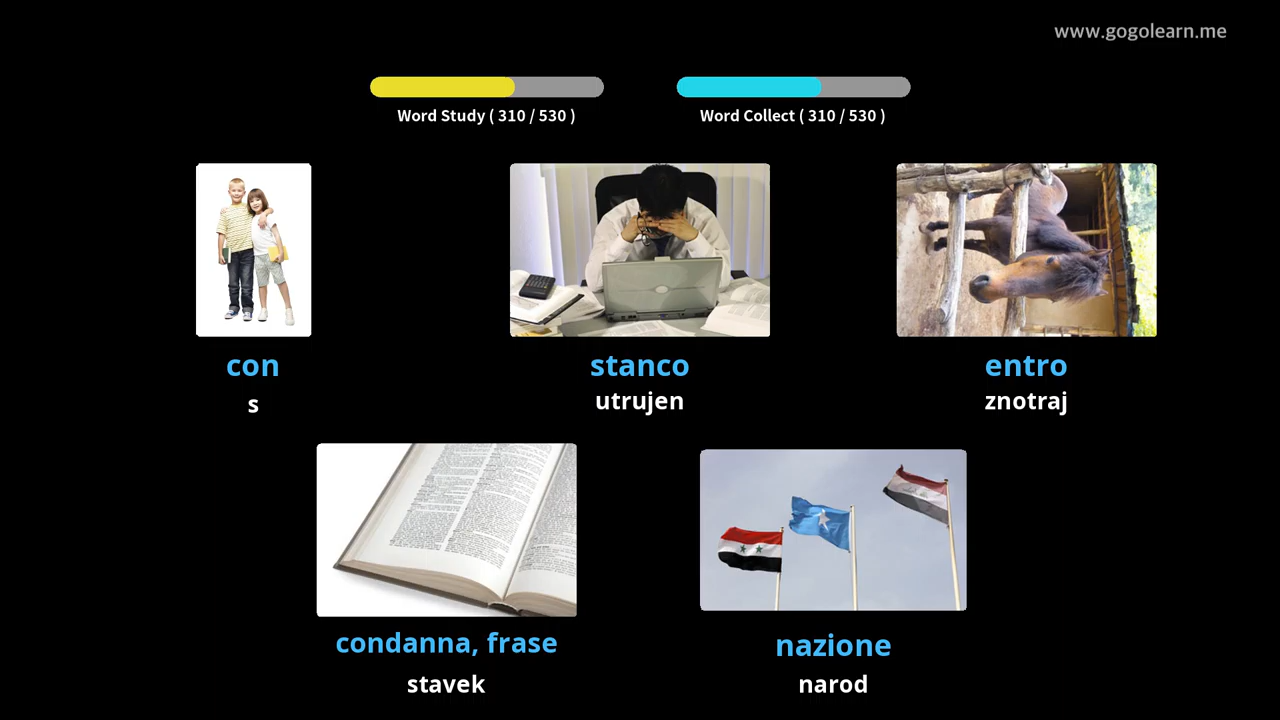 www.gogolearn.me
Word Study ( 310 / 530 )
Word Collect ( 310 / 530 )
con
s
stanco
utrujen
entro
znotraj
condanna, frase
stavek
nazione
narod